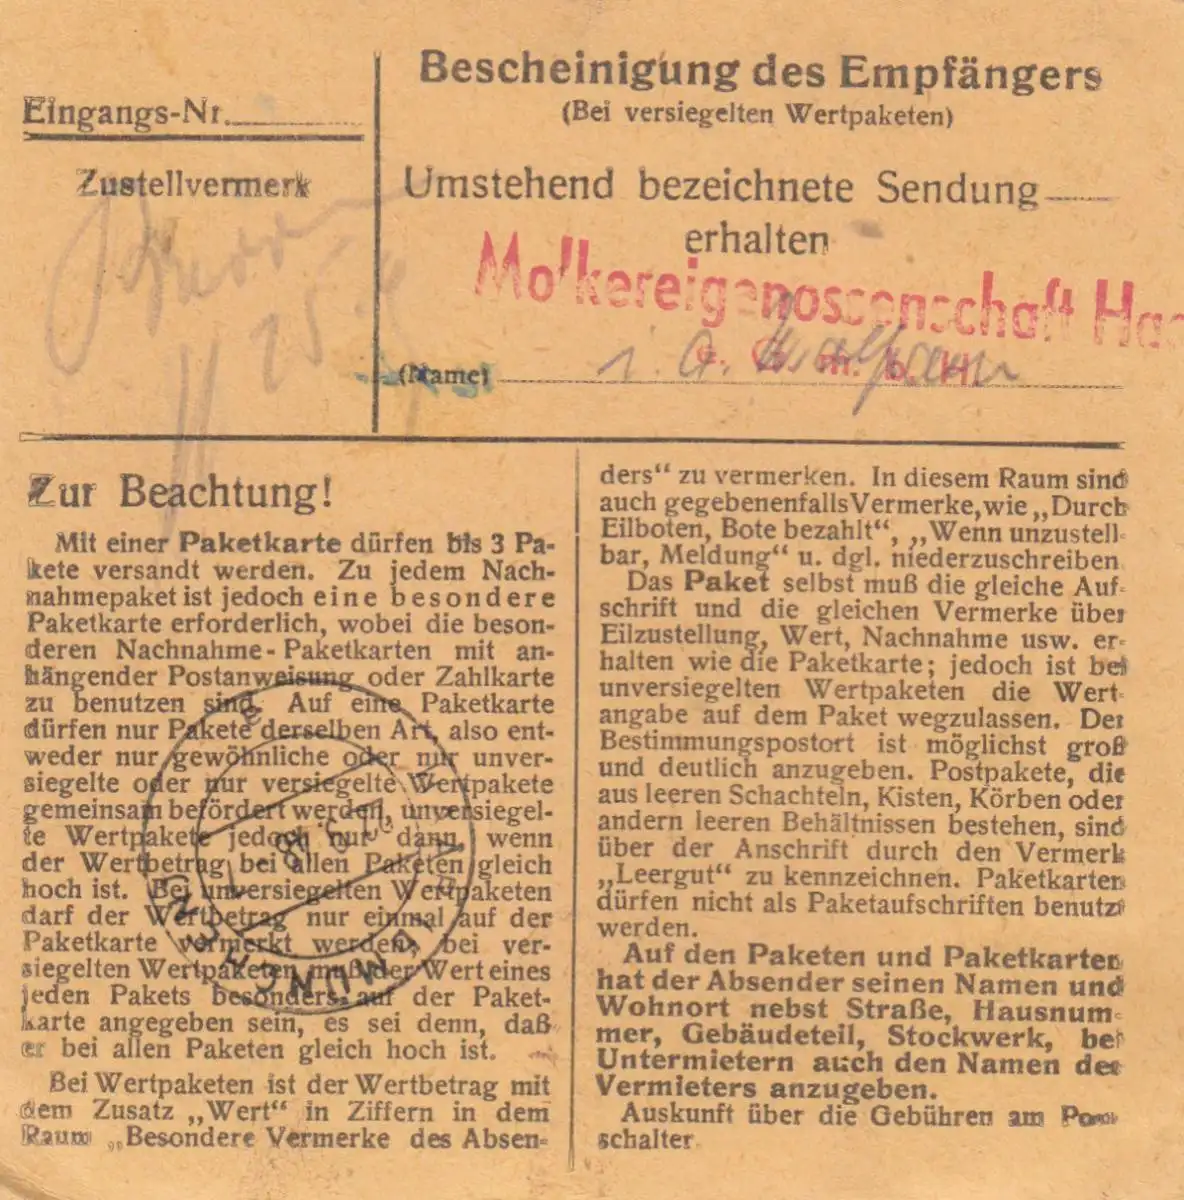 Eingangs-Nr.
Zustellvermerk
Bescheinigung des Empfängers
(Bei versiegelten Wertpaketen)
Umstehend bezeichnete Sendung
erhalten
Molkereigenossenschaft Haa
e. G. m. b. H.
(Name)
i. A.
Zur Beachtung!
Mit einer Paketkarte dürfen bis 3 Pa-
kete versandt werden. Zu jedem Nach-
nahmepaket ist jedoch eine besondere
Paketkarte erforderlich, wobei die beson-
deren Nachnahme-Paketkarten mit an-
hängender Postanweisung oder Zahlkarte
zu benutzen sind. Auf eine Paketkarte
dürfen nur Pakete derselben Art, also ent-
weder nur gewöhnliche oder nur unver-
siegelte oder nur versiegelte Wertpakete
gemeinsam befördert werden, unversiegel-
te Wertpakete jedoch nur dann, wenn
der Wertbetrag bei allen Paketen gleich
hoch ist. Bei unversiegelten Wertpaketen
darf der Wertbetrag nur einmal auf der
Paketkarte vermerkt werden, bei ver-
siegelten Wertpaketen muß der Wert eines
jeden Pakets besonders auf der Paket-
karte angegeben sein, es sei denn, daß
er bei allen Paketen gleich hoch ist.
Bei Wertpaketen ist der Wertbetrag mit
dem Zusatz „Wert“ in Ziffern in dem
Raum „Besondere Vermerke des Absen-
ders“ zu vermerken. In diesem Raum sind
auch gegebenenfalls Vermerke, wie „Durch
Eilboten, Bote bezahlt“, „Wenn unzustell-
bar, Meldung“ u. dgl. niederzuschreiben
Das Paket selbst muß die gleiche Auf-
schrift und die gleichen Vermerke über
Eilzustellung, Wert, Nachnahme usw. er-
halten wie die Paketkarte; jedoch ist bei
unversiegelten Wertpaketen die Wert-
angabe auf dem Paket wegzulassen. Der
Bestimmungspostort ist möglichst groß
und deutlich anzugeben. Postpakete, die
aus leeren Schachteln, Kisten, Körben oder
andern leeren Behältnissen bestehen, sind
über der Anschrift durch den Vermerk
„Leergut“ zu kennzeichnen. Paketkarten
dürfen nicht als Paketaufschriften benutzt
werden.
Auf den Paketen und Paketkarten
hat der Absender seinen Namen und
Wohnort nebst Straße, Hausnum-
mer, Gebäudeteil, Stockwerk, bei
Untermietern auch den Namen des
Vermieters anzugeben.
Auskunft über die Gebühren am Post-
schalter
MÜNCHEN